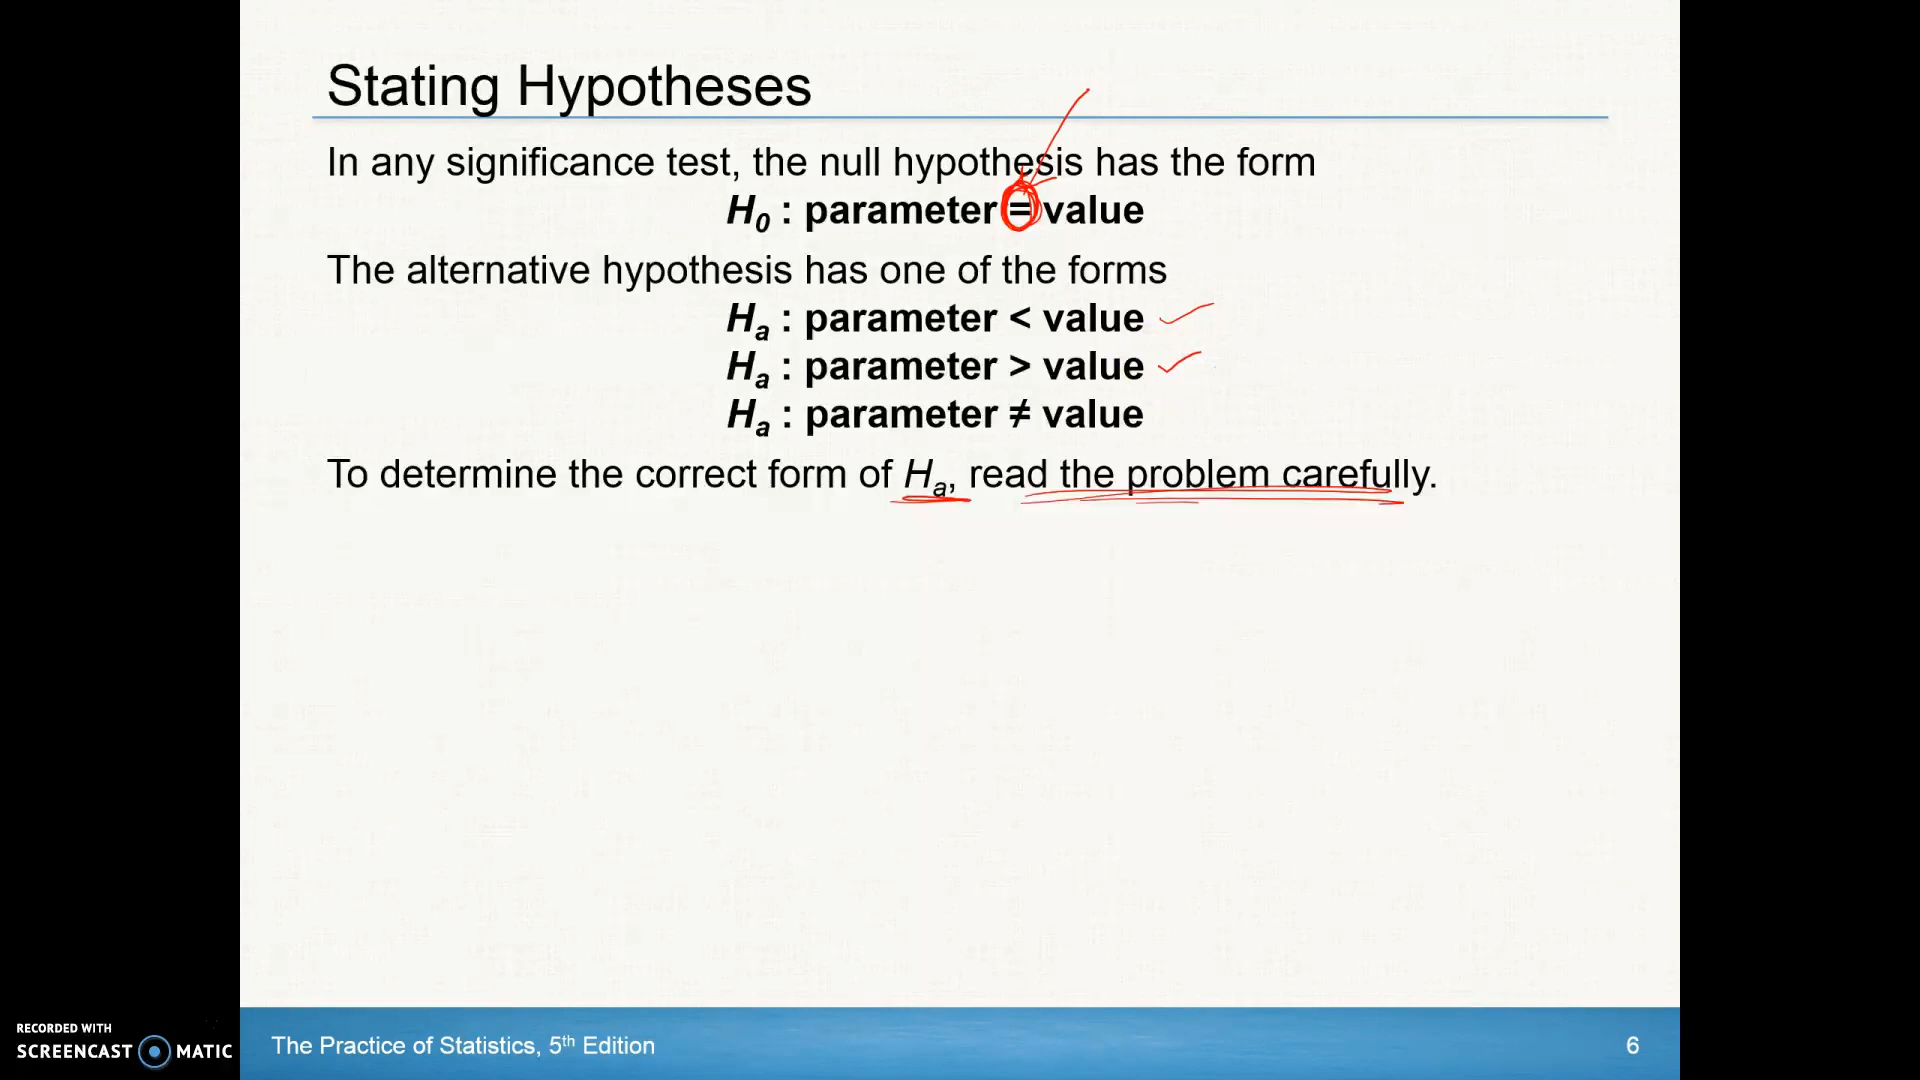 Stating Hypotheses
In any significance test, the null hypothesis has the form
H₀ : parameter = value
The alternative hypothesis has one of the forms
Hₐ : parameter < value
Hₐ : parameter > value
Hₐ : parameter ≠ value
To determine the correct form of Hₐ, read the problem carefully.
RECORDED WITH
SCREENCAST MATIC
The Practice of Statistics, 5th Edition
6